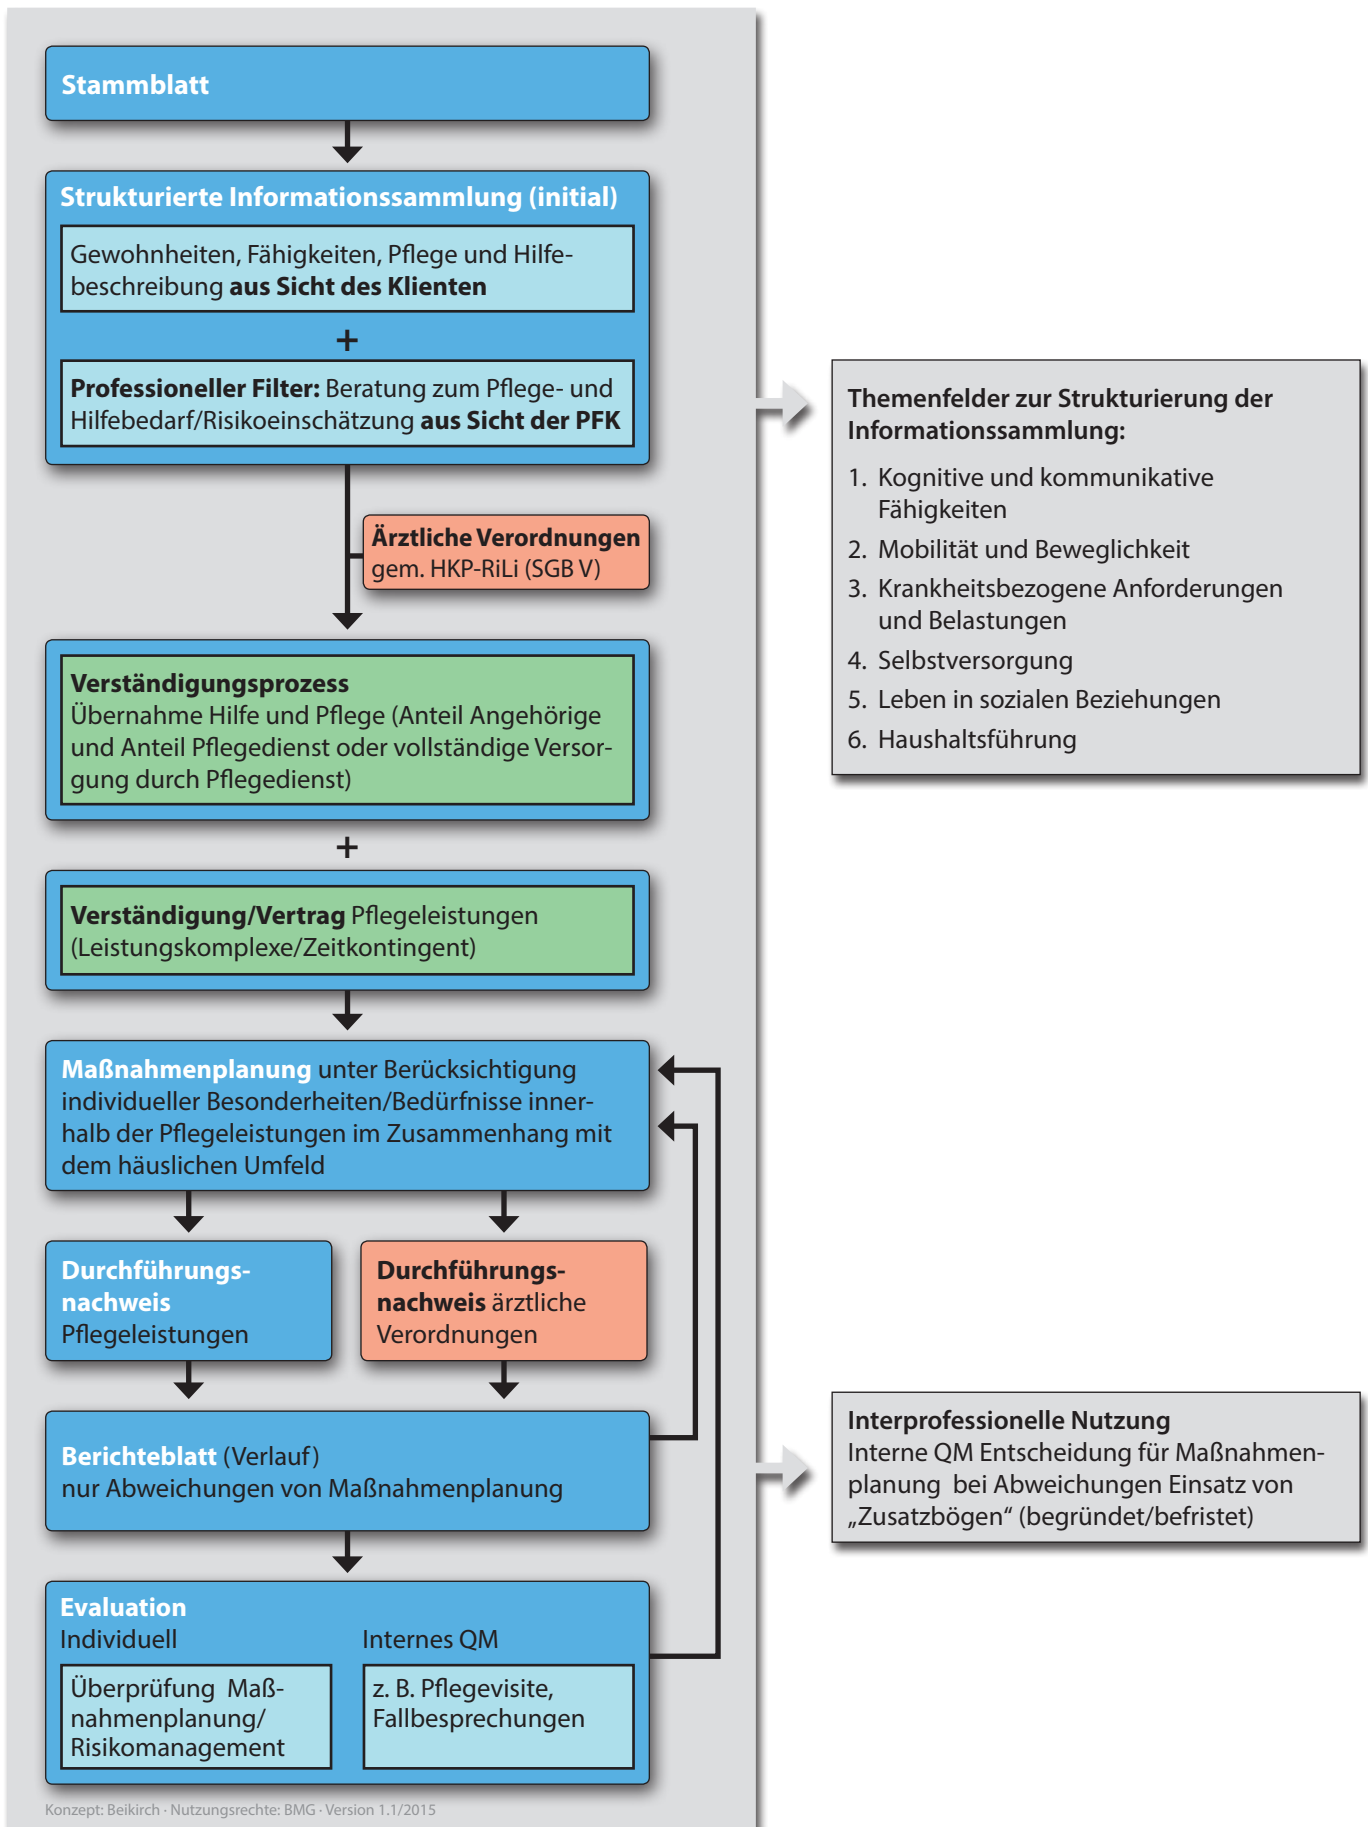 Stammblatt
Strukturierte Informationssammlung (initial)
Gewohnheiten, Fähigkeiten, Pflege und Hilfe-
beschreibung aus Sicht des Klienten
+
Professioneller Filter: Beratung zum Pflege- und
Hilfebedarf/Risikoeinschätzung aus Sicht der PFK
Ärztliche Verordnungen
gem. HKP-RiLi (SGB V)
Verständigungsprozess
Übernahme Hilfe und Pflege (Anteil Angehörige
und Anteil Pflegedienst oder vollständige Versor-
gung durch Pflegedienst)
+
Verständigung/Vertrag Pflegeleistungen
(Leistungskomplexe/Zeitkontingent)
Maßnahmenplanung unter Berücksichtigung
individueller Besonderheiten/Bedürfnisse inner-
halb der Pflegeleistungen im Zusammenhang mit
dem häuslichen Umfeld
Durchführungs-
nachweis
Pflegeleistungen
Durchführungs-
nachweis ärztliche
Verordnungen
Berichteblatt (Verlauf)
nur Abweichungen von Maßnahmenplanung
Evaluation
Individuell
Überprüfung Maß-
nahmenplanung/
Risikomanagement
Internes QM
z. B. Pflegevisite,
Fallbesprechungen
Konzept: Beikirch · Nutzungsrechte: BMG · Version 1.1/2015
Themenfelder zur Strukturierung der
Informationssammlung:
1. Kognitive und kommunikative
Fähigkeiten
2. Mobilität und Beweglichkeit
3. Krankheitsbezogene Anforderungen
und Belastungen
4. Selbstversorgung
5. Leben in sozialen Beziehungen
6. Haushaltsführung
Interprofessionelle Nutzung
Interne QM Entscheidung für Maßnahmen-
planung bei Abweichungen Einsatz von
„Zusatzbögen“ (begründet/befristet)